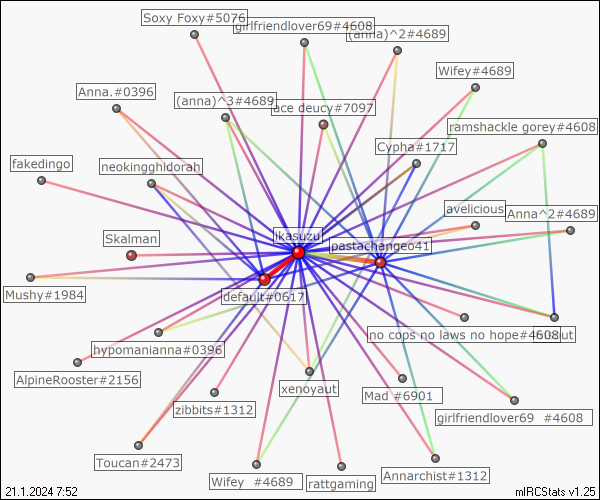 Soxy Foxy#5076
girlfriendlover69#4608
(anna)^2#4689
Wifey#4689
Anna.#0396
(anna)^3#4689
ace deucy#7097
ramshackle gorey#4608
Cypha#1717
fakedingo
neokingghidorah
avelicious
Anna^2#4689
Skalman
jkasuzu
pastachangeo41
Mushy#1984
default#0617
no cops no laws no hope#4608
hypomanianna#0396
AlpineRooster#2156
xenoyaut
Mad #6901
zibbits#1312
girlfriendlover69 #4608
Toucan#2473
Wifey #4689
rattgaming
Annarchist#1312
21.1.2024 7:52
mIRCStats v1.25